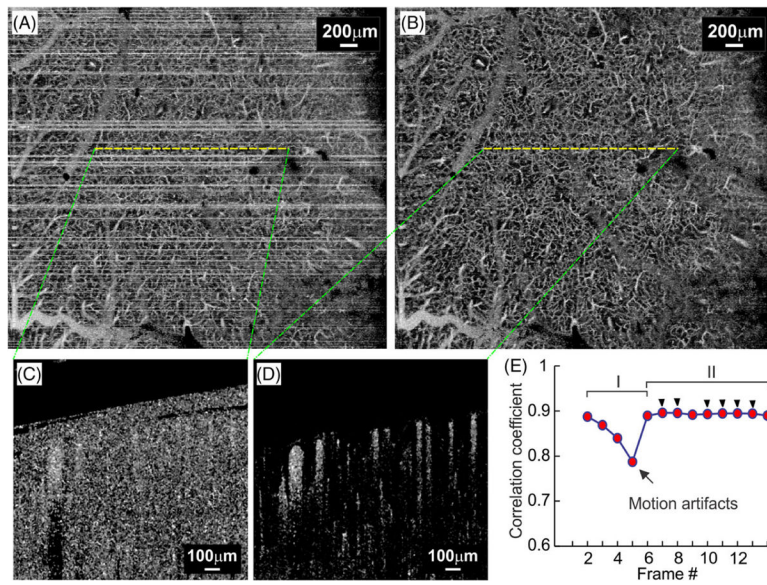 (A)
200μm
(B)
200μm
(C)
100μm
(D)
100μm
(E)
Correlation coefficient
1
0.9
0.8
0.7
0.6
I
II
Motion artifacts
2 4 6 8 10 12
Frame #